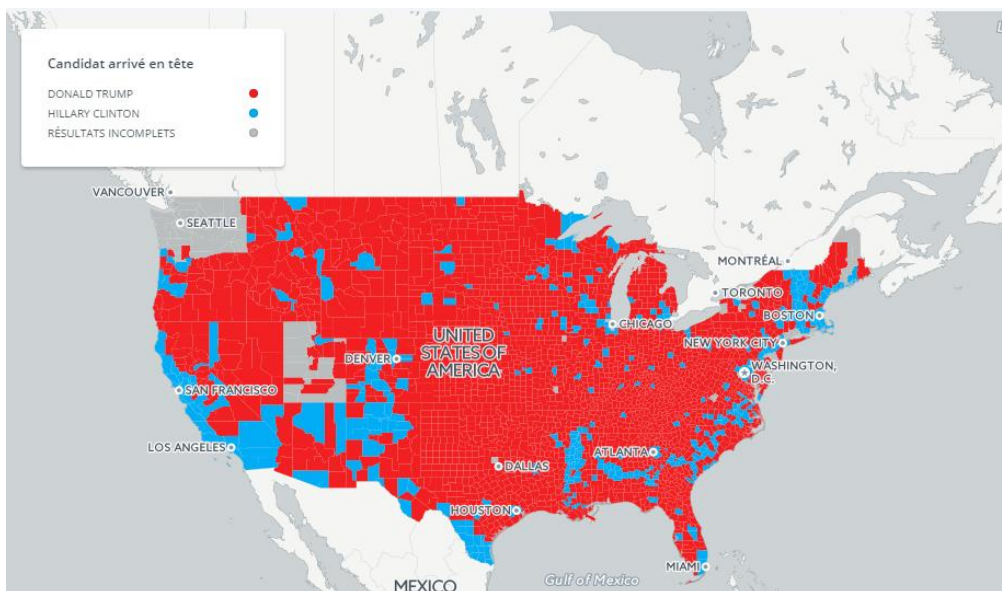 Candidat arrivé en tête
DONALD TRUMP
HILLARY CLINTON
RÉSULTATS INCOMPLETS
VANCOUVER
SEATTLE
MONTRÉAL
TORONTO
BOSTON
CHICAGO
UNITED
STATES OF
AMERICA
NEW YORK CITY
DENVER
WASHINGTON,
D.C.
SAN FRANCISCO
LOS ANGELES
ATLANTA
DALLAS
HOUSTON
MIAMI
Gulf of Mexico
MEXICO